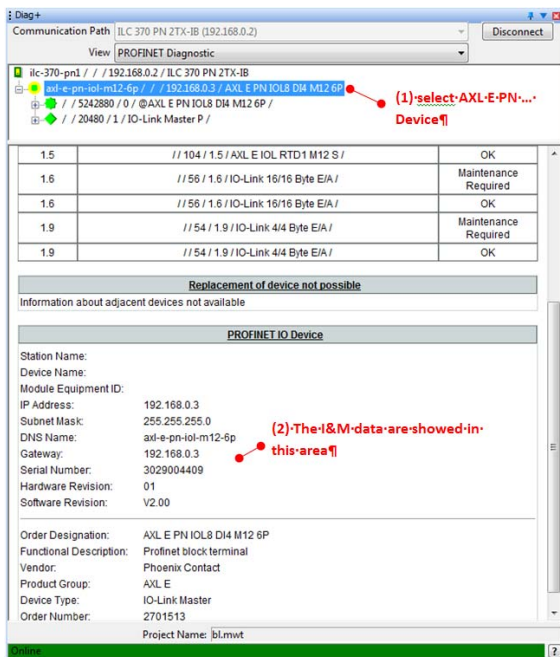 Diag+
Communication Path ILC 370 PN 2TX-IB (192.168.0.2) Disconnect
View PROFINET Diagnostic
ilc-370-pn1 / / / 192.168.0.2 / ILC 370 PN 2TX-IB
axl-e-pn-iol-m12-6p / / / 192.168.0.3 / AXL E PN IOL8 DI4 M12 6P
/ / 5242880 / 0 / @AXL E PN IOL8 DI4 M12 6P /
/ / 20480 / 1 / IO-Link Master P /
(1)·select·AXL·E·PN·...·
Device¶
1.5 / / 104 / 1.5 / AXL E IOL RTD1 M12 S / OK
1.6 / / 56 / 1.6 / IO-Link 16/16 Byte E/A / Maintenance Required
1.6 / / 56 / 1.6 / IO-Link 16/16 Byte E/A / OK
1.9 / / 54 / 1.9 / IO-Link 4/4 Byte E/A / Maintenance Required
1.9 / / 54 / 1.9 / IO-Link 4/4 Byte E/A / OK
Replacement of device not possible
Information about adjacent devices not available
PROFINET IO Device
Station Name:
Device Name:
Module Equipment ID:
IP Address: 192.168.0.3
Subnet Mask: 255.255.255.0
DNS Name: axl-e-pn-iol-m12-6p
Gateway: 192.168.0.3
Serial Number: 3029004409
Hardware Revision: 01
Software Revision: V2.00
(2)·The·I&M·data·are·showed·in·
this·area¶
Order Designation: AXL E PN IOL8 DI4 M12 6P
Functional Description: Profinet block terminal
Vendor: Phoenix Contact
Product Group: AXL E
Device Type: IO-Link Master
Order Number: 2701513
Project Name: bl.mwt
Online ?